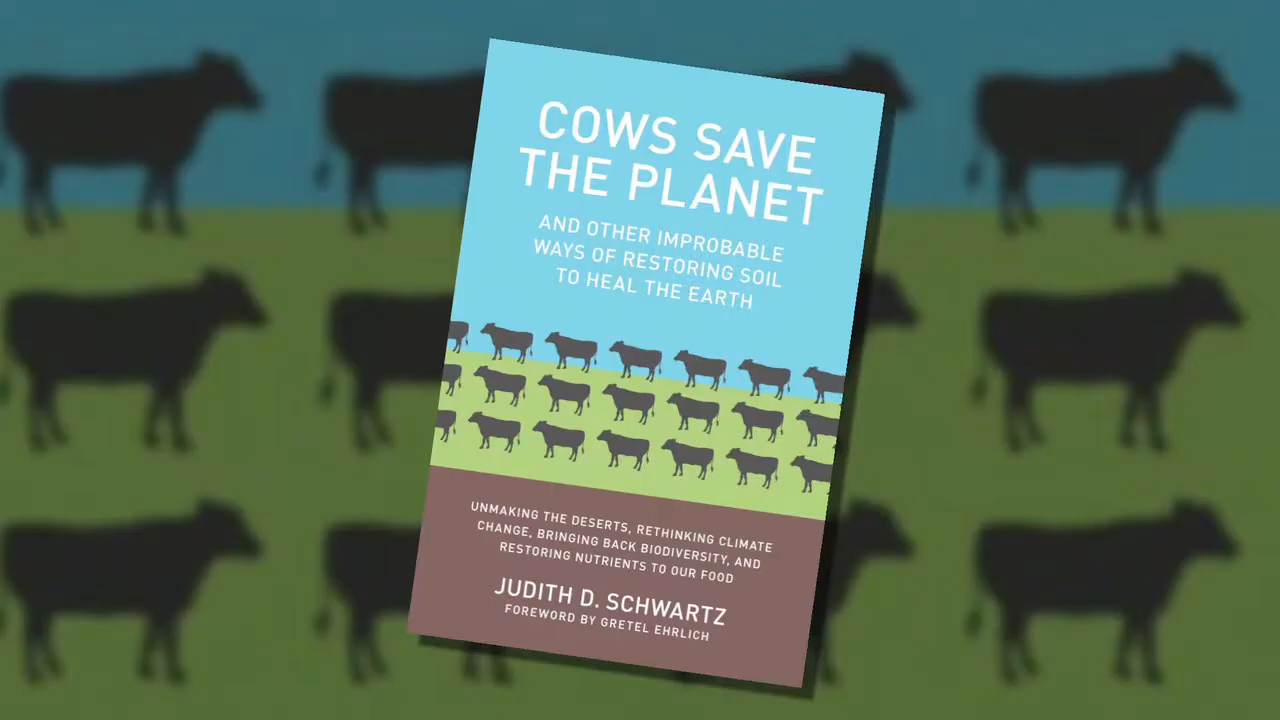 COWS SAVE
THE PLANET
AND OTHER IMPROBABLE
WAYS OF RESTORING SOIL
TO HEAL THE EARTH
UNMAKING THE DESERTS, RETHINKING CLIMATE
CHANGE, BRINGING BACK BIODIVERSITY, AND
RESTORING NUTRIENTS TO OUR FOOD
JUDITH D. SCHWARTZ
FOREWORD BY GRETEL EHRLICH